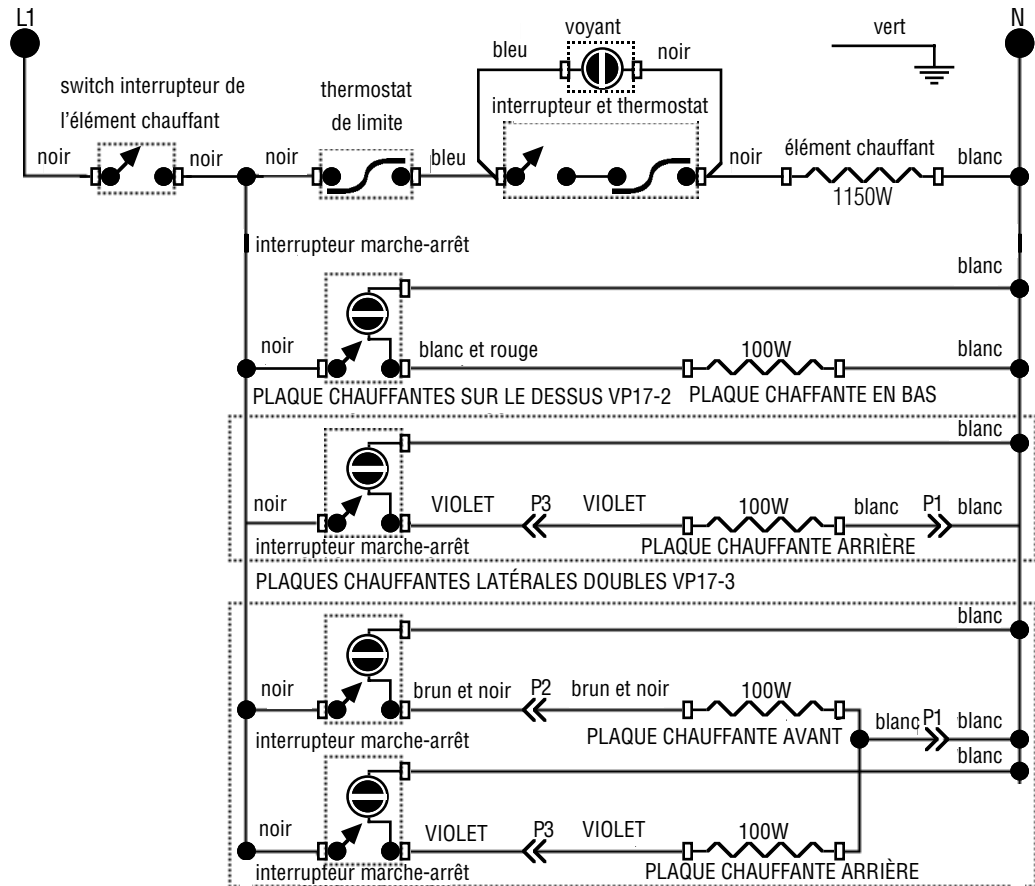 L1
N
voyant
vert
bleu
noir
switch interrupteur de
l'élément chauffant
thermostat
de limite
interrupteur et thermostat
noir
noir
noir
bleu
noir
élément chauffant
blanc
1150W
interrupteur marche-arrêt
blanc
noir
blanc et rouge
100W
blanc
PLAQUE CHAUFFANTES SUR LE DESSUS VP17-2
PLAQUE CHAFFANTE EN BAS
blanc
noir
VIOLET
P3
VIOLET
100W
blanc
P1
blanc
interrupteur marche-arrêt
PLAQUE CHAUFFANTE ARRIÈRE
PLAQUES CHAUFFANTES LATÉRALES DOUBLES VP17-3
blanc
noir
brun et noir
P2
brun et noir
100W
blanc
P1
blanc
interrupteur marche-arrêt
PLAQUE CHAUFFANTE AVANT
blanc
noir
VIOLET
P3
VIOLET
100W
interrupteur marche-arrêt
PLAQUE CHAUFFANTE ARRIÈRE